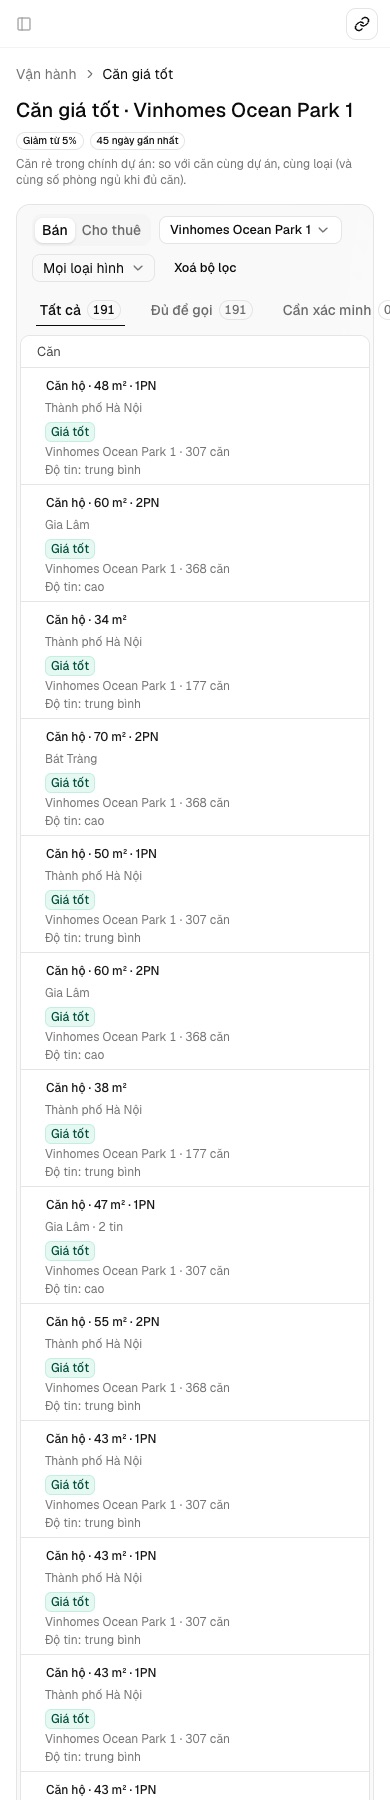 Vận hành > Căn giá tốt
Căn giá tốt · Vinhomes Ocean Park 1
Giảm từ 5% 45 ngày gần nhất
Căn rẻ trong chính dự án: so với căn cùng dự án, cùng loại (và
cùng số phòng ngủ khi đủ căn).
Bán Cho thuê Vinhomes Ocean Park 1
Mọi loại hình Xoá bộ lọc
Tất cả 191 Đủ để gọi 191 Cần xác minh 0
Căn
Căn hộ · 48 m² · 1PN
Thành phố Hà Nội
Giá tốt
Vinhomes Ocean Park 1 · 307 căn
Độ tin: trung bình
Căn hộ · 60 m² · 2PN
Gia Lâm
Giá tốt
Vinhomes Ocean Park 1 · 368 căn
Độ tin: cao
Căn hộ · 34 m²
Thành phố Hà Nội
Giá tốt
Vinhomes Ocean Park 1 · 177 căn
Độ tin: trung bình
Căn hộ · 70 m² · 2PN
Bát Tràng
Giá tốt
Vinhomes Ocean Park 1 · 368 căn
Độ tin: cao
Căn hộ · 50 m² · 1PN
Thành phố Hà Nội
Giá tốt
Vinhomes Ocean Park 1 · 307 căn
Độ tin: trung bình
Căn hộ · 60 m² · 2PN
Gia Lâm
Giá tốt
Vinhomes Ocean Park 1 · 368 căn
Độ tin: cao
Căn hộ · 38 m²
Thành phố Hà Nội
Giá tốt
Vinhomes Ocean Park 1 · 177 căn
Độ tin: trung bình
Căn hộ · 47 m² · 1PN
Gia Lâm · 2 tin
Giá tốt
Vinhomes Ocean Park 1 · 307 căn
Độ tin: cao
Căn hộ · 55 m² · 2PN
Thành phố Hà Nội
Giá tốt
Vinhomes Ocean Park 1 · 368 căn
Độ tin: trung bình
Căn hộ · 43 m² · 1PN
Thành phố Hà Nội
Giá tốt
Vinhomes Ocean Park 1 · 307 căn
Độ tin: trung bình
Căn hộ · 43 m² · 1PN
Thành phố Hà Nội
Giá tốt
Vinhomes Ocean Park 1 · 307 căn
Độ tin: trung bình
Căn hộ · 43 m² · 1PN
Thành phố Hà Nội
Giá tốt
Vinhomes Ocean Park 1 · 307 căn
Độ tin: trung bình
Căn hộ · 43 m² · 1PN